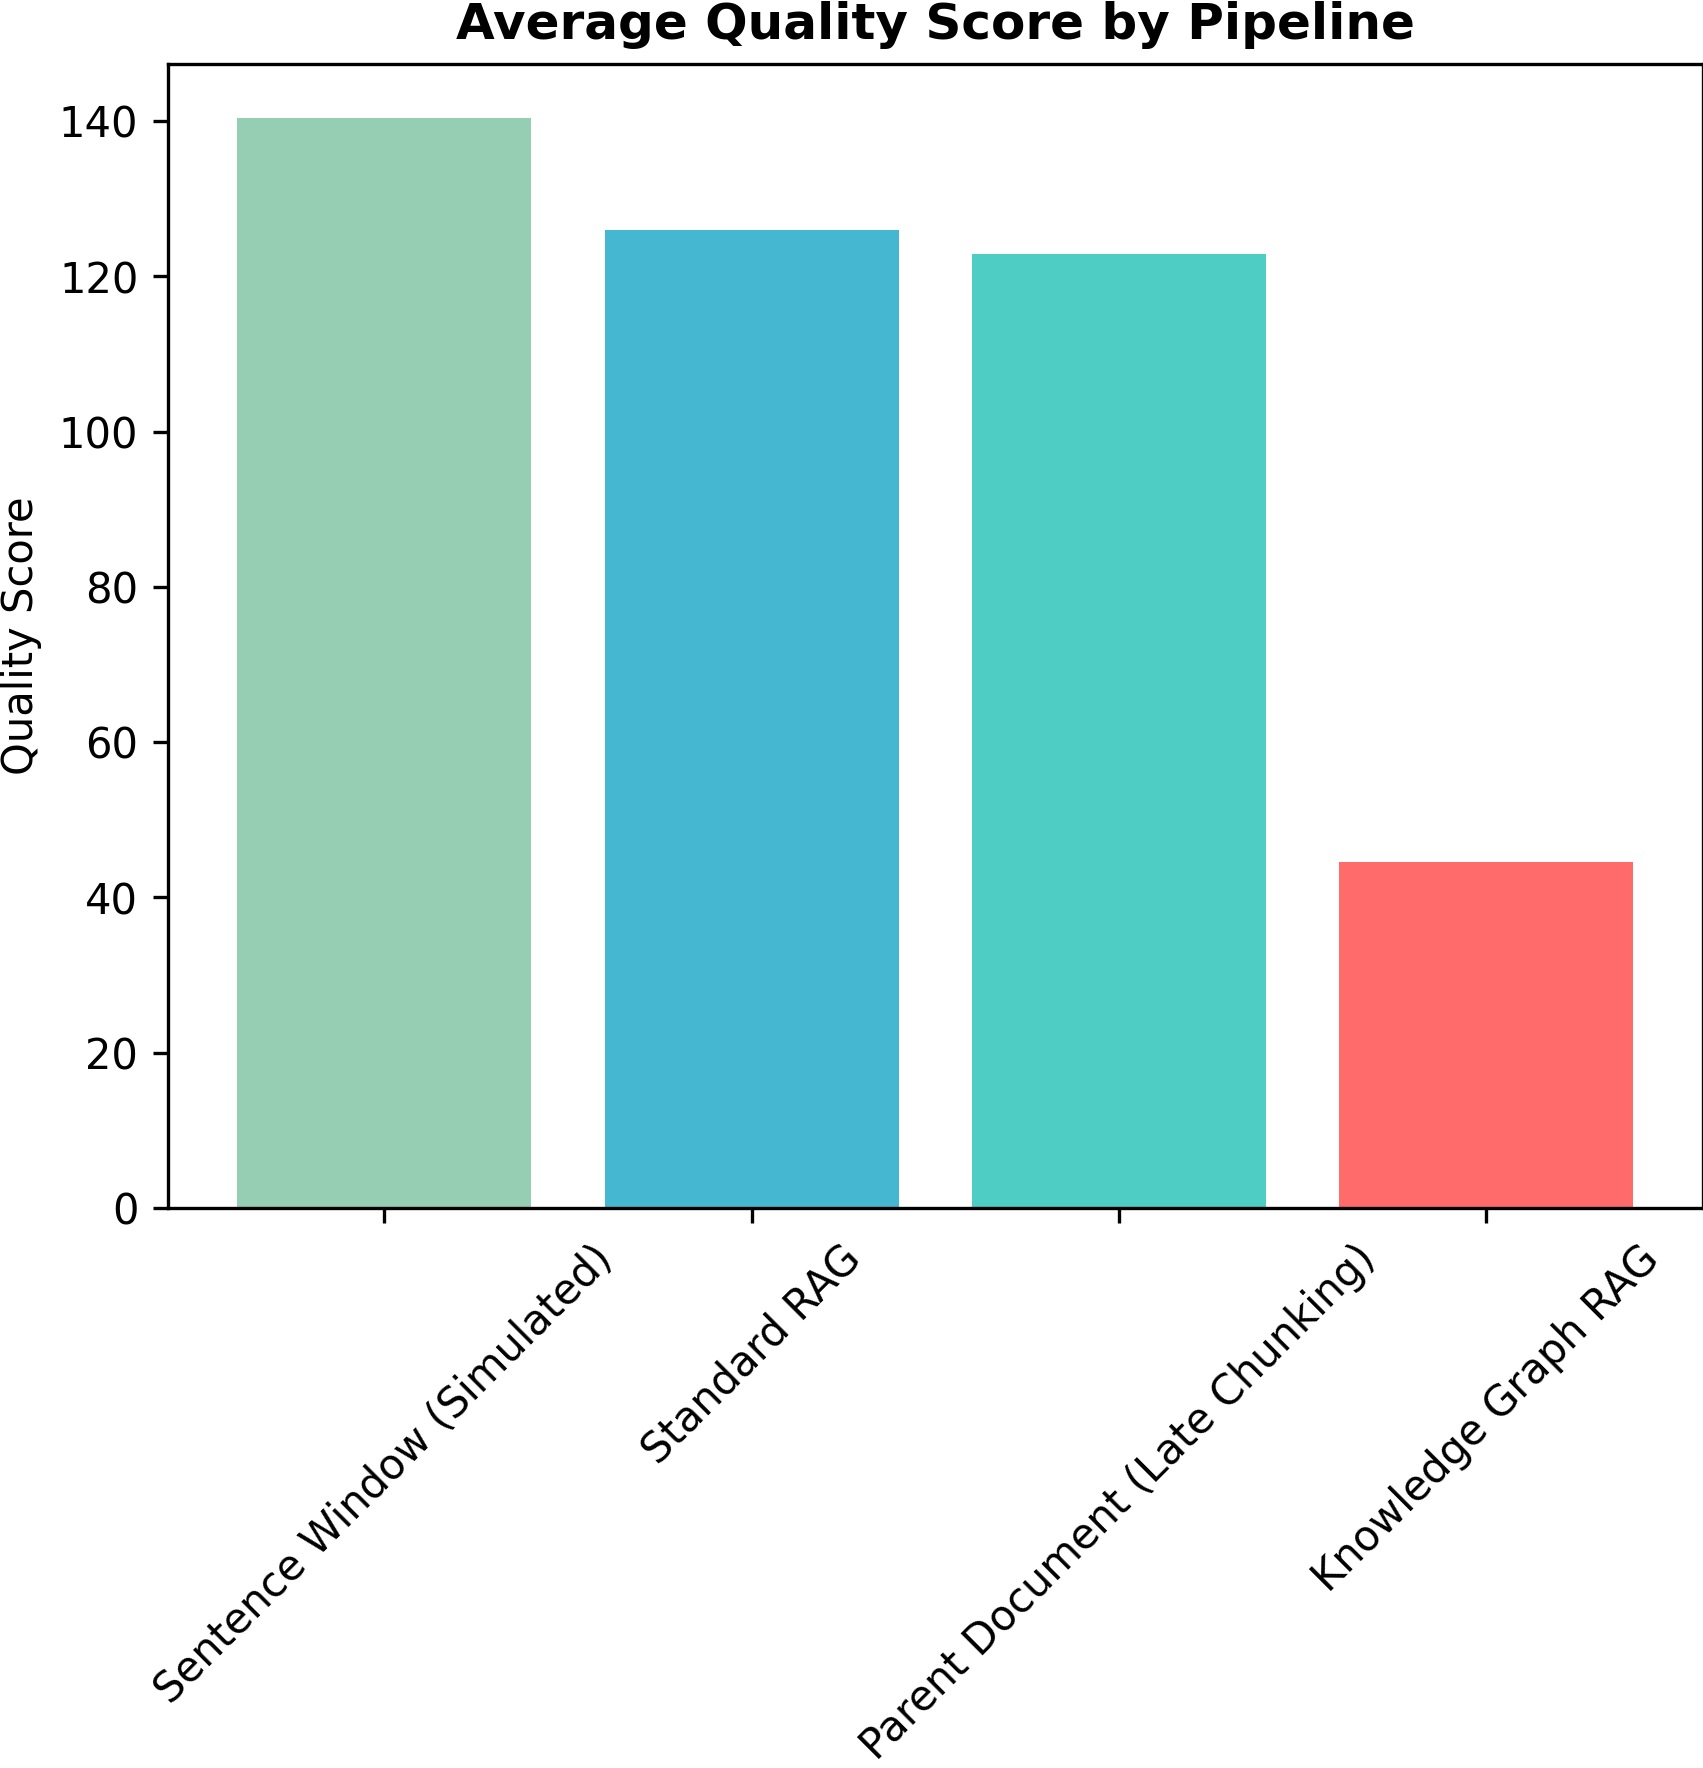 Average Quality Score by Pipeline
Quality Score
140
120
100
80
60
40
20
0
Sentence Window (Simulated)
Standard RAG
Parent Document (Late Chunking)
Knowledge Graph RAG